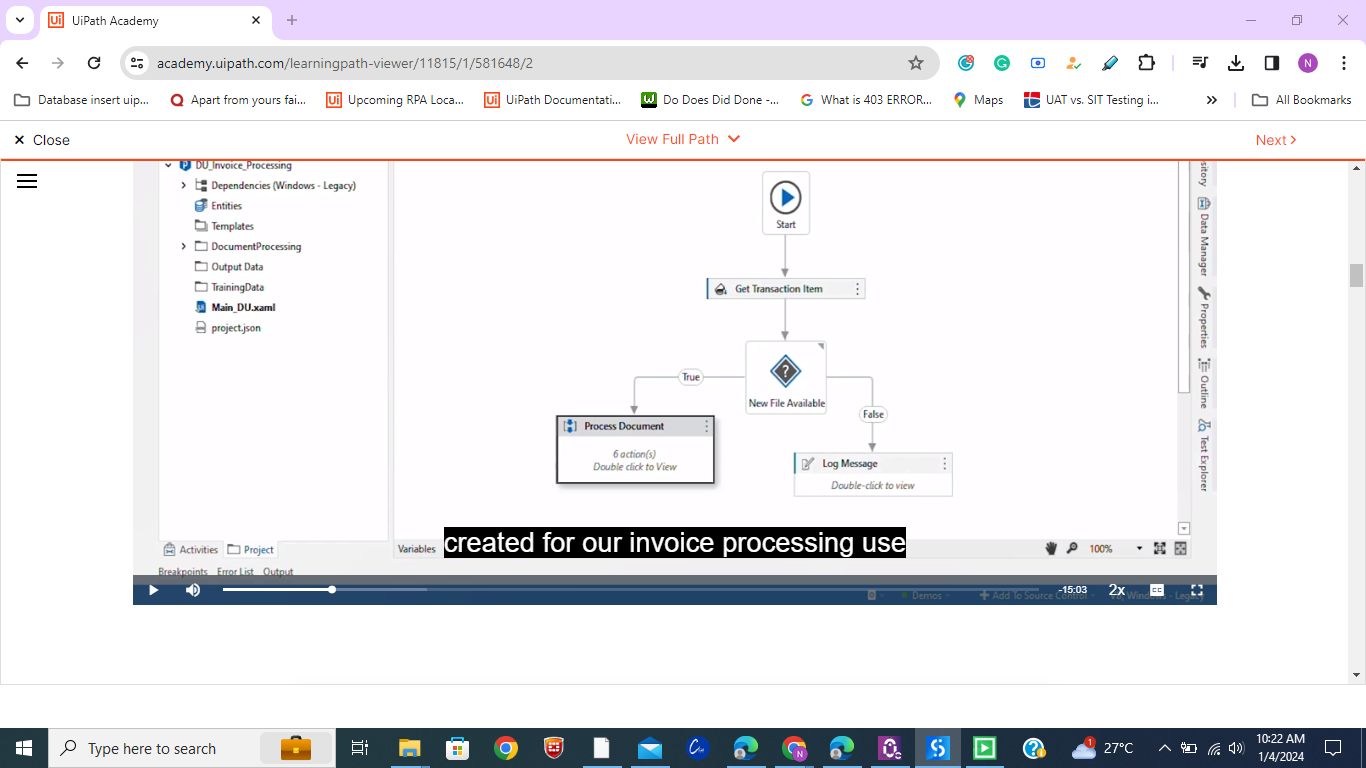 UiPath Academy
academy.uipath.com/learningpath-viewer/11815/1/581648/2
N
Database insert uip...
Apart from yours fai...
Upcoming RPA Loca...
UiPath Documentati...
Do Does Did Done -...
What is 403 ERROR...
Maps
UAT vs. SIT Testing i...
All Bookmarks
Close
View Full Path
Next
DU_Invoice_Processing
Dependencies (Windows - Legacy)
Entities
Templates
DocumentProcessing
Output Data
TrainingData
Main_DU.xaml
project.json
Start
Get Transaction Item
New File Available
True
False
Process Document
6 action(s)
Double click to View
Log Message
Double-click to view
sitory
Data Manager
Properties
Outline
Test Explorer
Activities
Project
Variables
created for our invoice processing use
100%
Breakpoints
Error List
Output
-15:03
2x
CC
Demos
Add To Source Control
Windows - Legacy
Type here to search
27°C
10:22 AM
1/4/2024